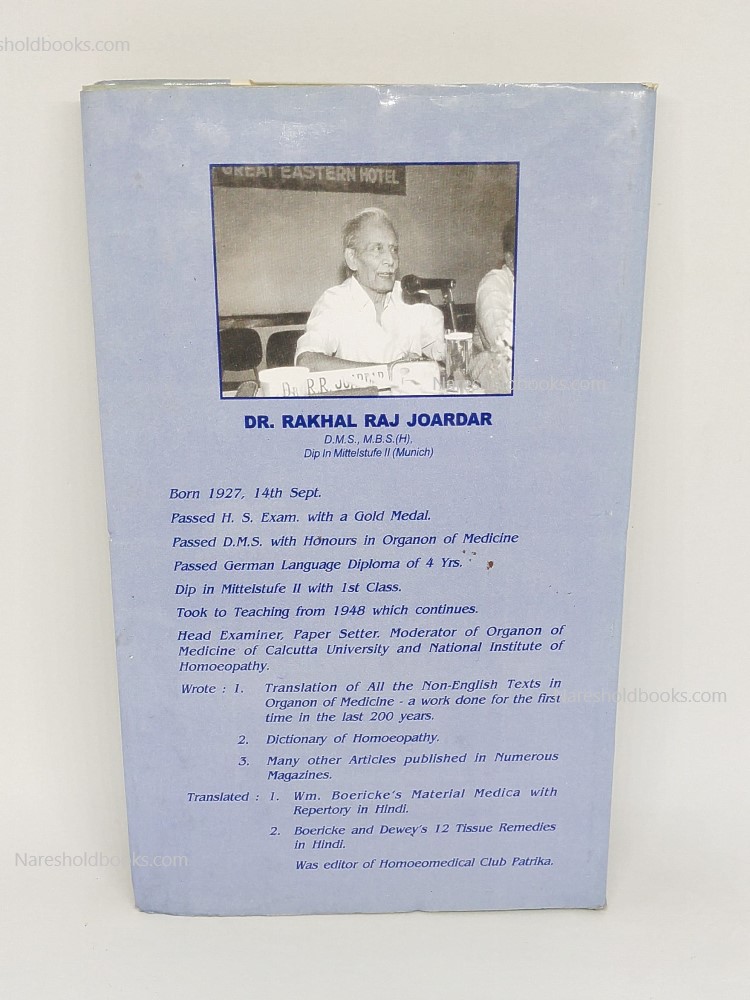 sholdbooks.com
GREAT EASTERN HOTEL
DR. R.R. JOARDAR
Naresholdbooks.com
DR. RAKHAL RAJ JOARDAR
D.M.S., M.B.S.(H),
Dip In Mittelstufe II (Munich)
Born 1927, 14th Sept.
Passed H. S. Exam. with a Gold Medal.
Passed D.M.S. with Honours in Organon of Medicine
Passed German Language Diploma of 4 Yrs.
Dip in Mittelstufe II with 1st Class.
Took to Teaching from 1948 which continues.
Head Examiner, Paper Setter, Moderator of Organon of
Medicine of Calcutta University and National Institute of
Homoeopathy.
Wrote : 1. Translation of All the Non-English Texts in
Organon of Medicine - a work done for the first
time in the last 200 years.
Naresholdbooks.com
2. Dictionary of Homoeopathy.
3. Many other Articles published in Numerous
Magazines.
Translated : 1. Wm. Boericke's Material Medica with
Repertory in Hindi.
2. Boericke and Dewey's 12 Tissue Remedies
in Hindi.
Was editor of Homoeomedical Club Patrika.
Naresholdbooks.com